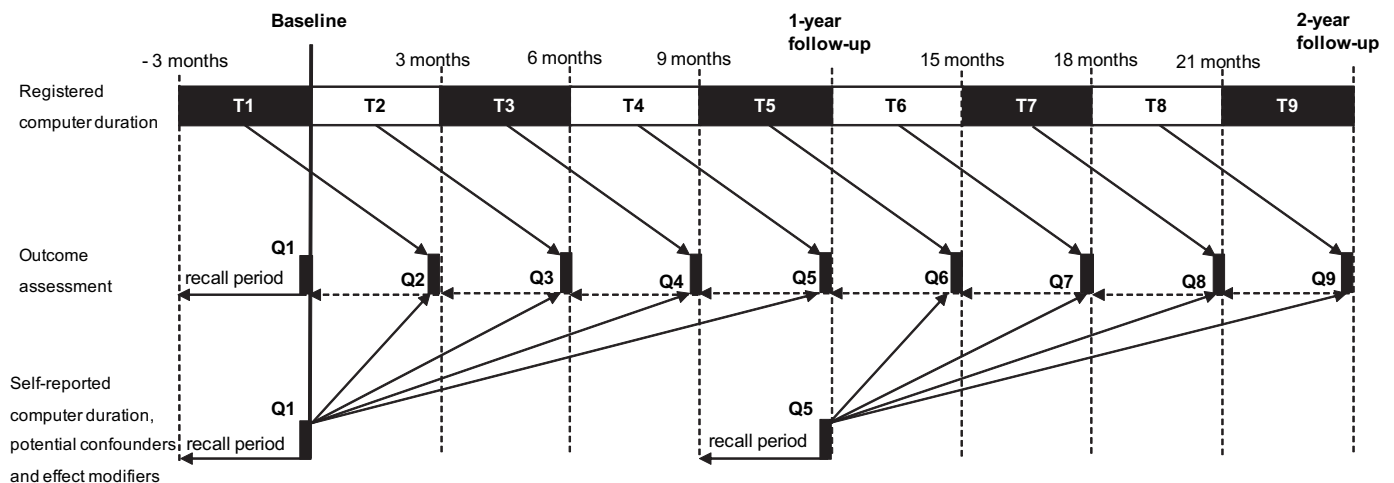 Baseline
1-year
follow-up
2-year
follow-up
- 3 months
3 months
6 months
9 months
15 months
18 months
21 months
Registered
computer duration
T1
T2
T3
T4
T5
T6
T7
T8
T9
Outcome
assessment
Q1
recall period
Q2
Q3
Q4
Q5
Q6
Q7
Q8
Q9
Self-reported
computer duration,
potential confounders
and effect modifiers
Q1
recall period
Q5
recall period